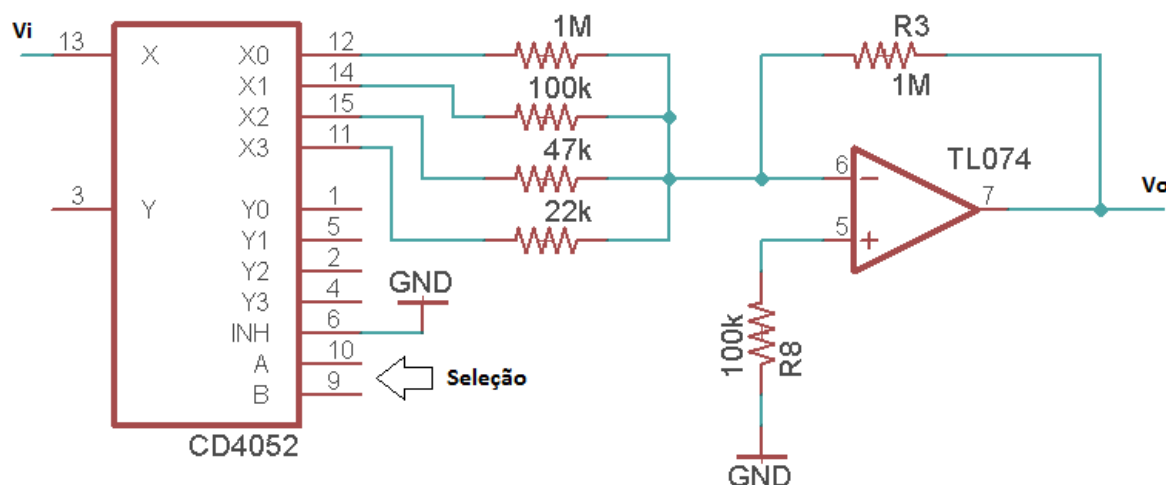 Vi
13
X
X0
12
1M
X1
14
100k
X2
15
47k
X3
11
22k
3
Y
Y0
1
Y1
5
Y2
2
Y3
4
INH
6
GND
A
10
B
9
Seleção
CD4052
R3
1M
TL074
6
−
7
Vo
5
+
100k
R8
GND